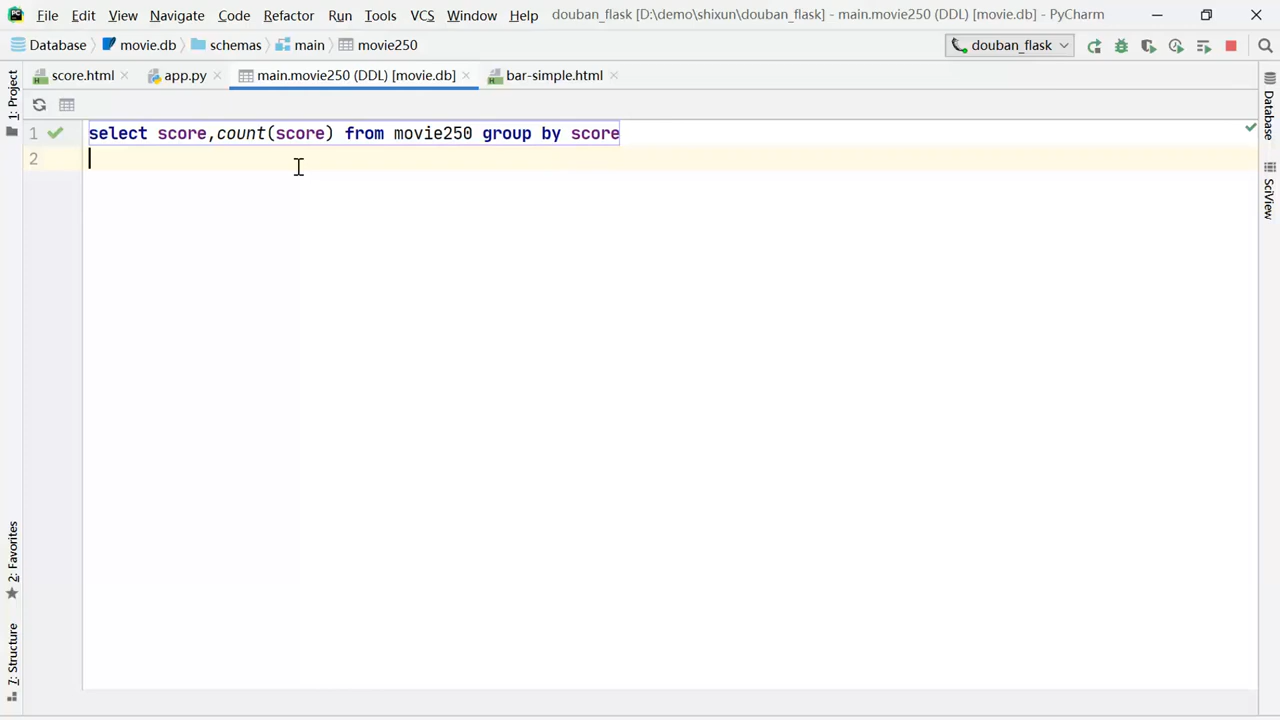 File Edit View Navigate Code Refactor Run Tools VCS Window Help douban_flask [D:\demo\shixun\douban_flask] - main.movie250 (DDL) [movie.db] - PyCharm
Database movie.db schemas main movie250 douban_flask
score.html app.py main.movie250 (DDL) [movie.db] bar-simple.html
1 select score,count(score) from movie250 group by score
2
1: Project
2: Favorites
7: Structure
Database
SciView